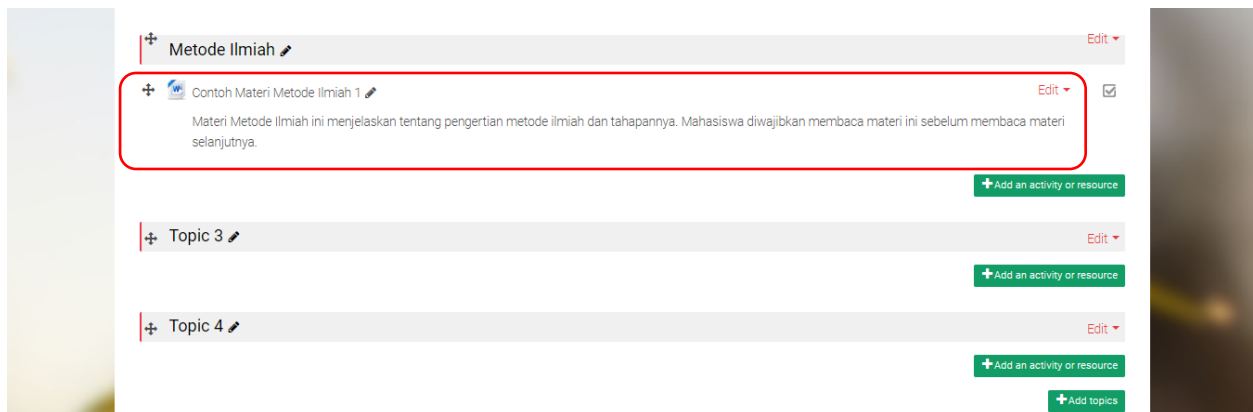 Metode Ilmiah
Edit
Contoh Materi Metode Ilmiah 1
Edit
Materi Metode Ilmiah ini menjelaskan tentang pengertian metode ilmiah dan tahapannya. Mahasiswa diwajibkan membaca materi ini sebelum membaca materi
selanjutnya.
Add an activity or resource
Topic 3
Edit
Add an activity or resource
Topic 4
Edit
Add an activity or resource
Add topics